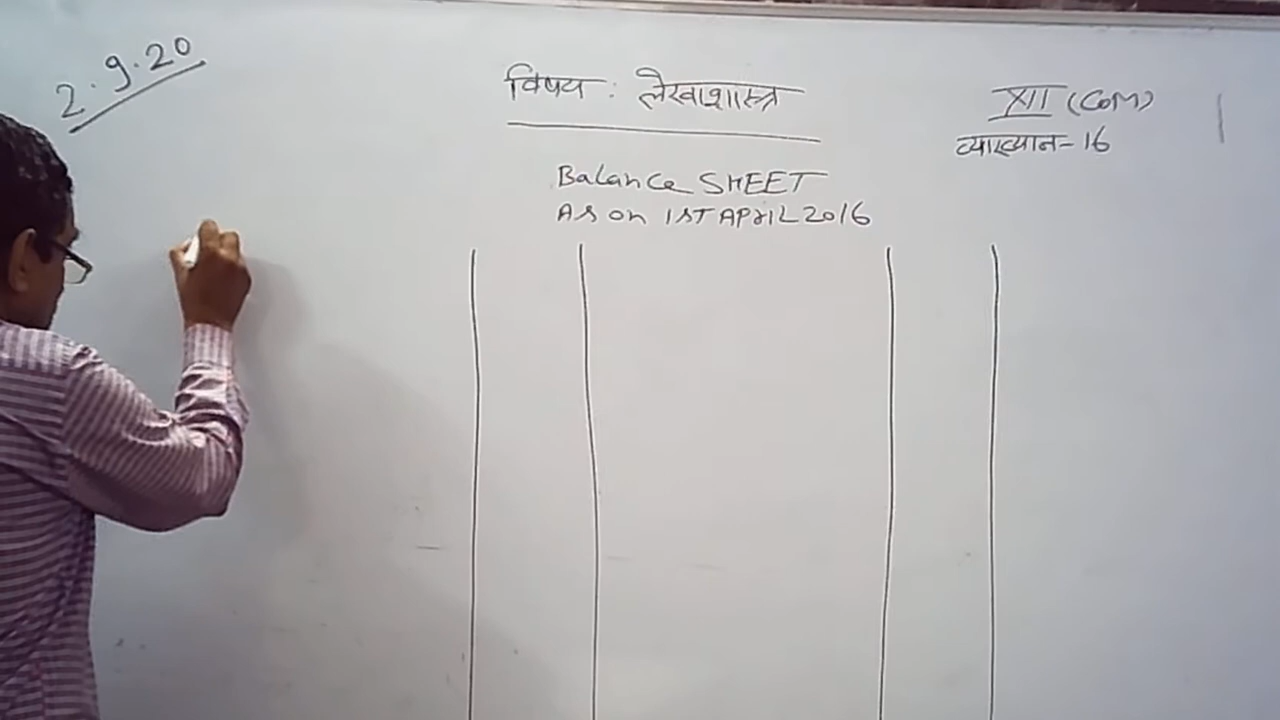 2.9.20
विषय : लेखाशास्त्र
XII (COM)
व्याख्यान=16
Balance SHEET
As on 1ST APRIL 2016